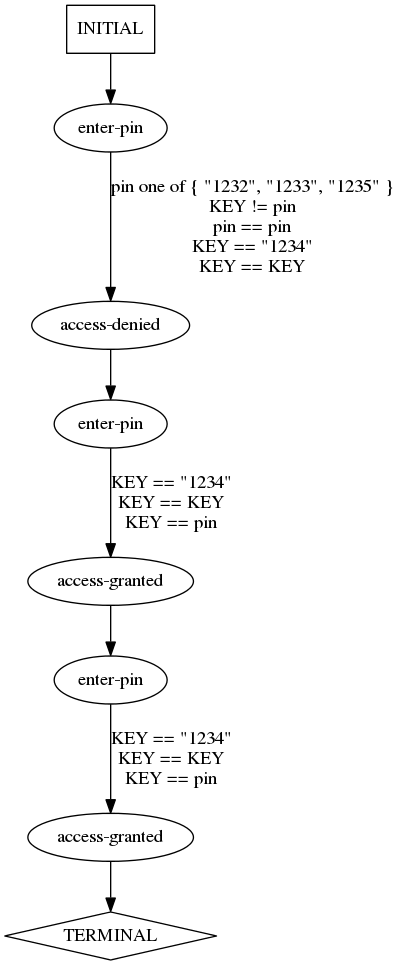 INITIAL
enter-pin
pin one of { "1232", "1233", "1235" }
KEY != pin
pin == pin
KEY == "1234"
KEY == KEY
access-denied
enter-pin
KEY == "1234"
KEY == KEY
KEY == pin
access-granted
enter-pin
KEY == "1234"
KEY == KEY
KEY == pin
access-granted
TERMINAL